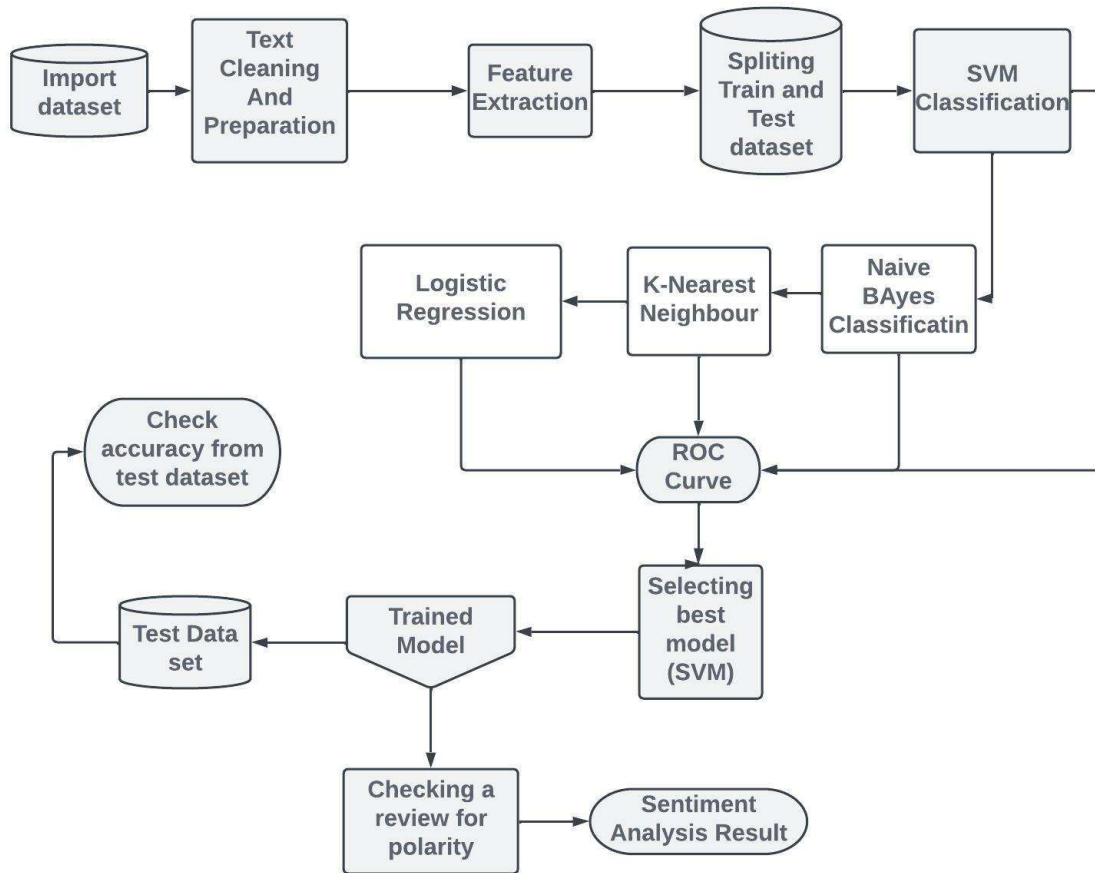 Import
dataset
Text
Cleaning
And
Preparation
Feature
Extraction
Spliting
Train and
Test
dataset
SVM
Classification
Logistic
Regression
K-Nearest
Neighbour
Naive
BAyes
Classificatin
Check
accuracy from
test dataset
ROC
Curve
Selecting
best
model
(SVM)
Trained
Model
Test Data
set
Checking a
review for
polarity
Sentiment
Analysis Result